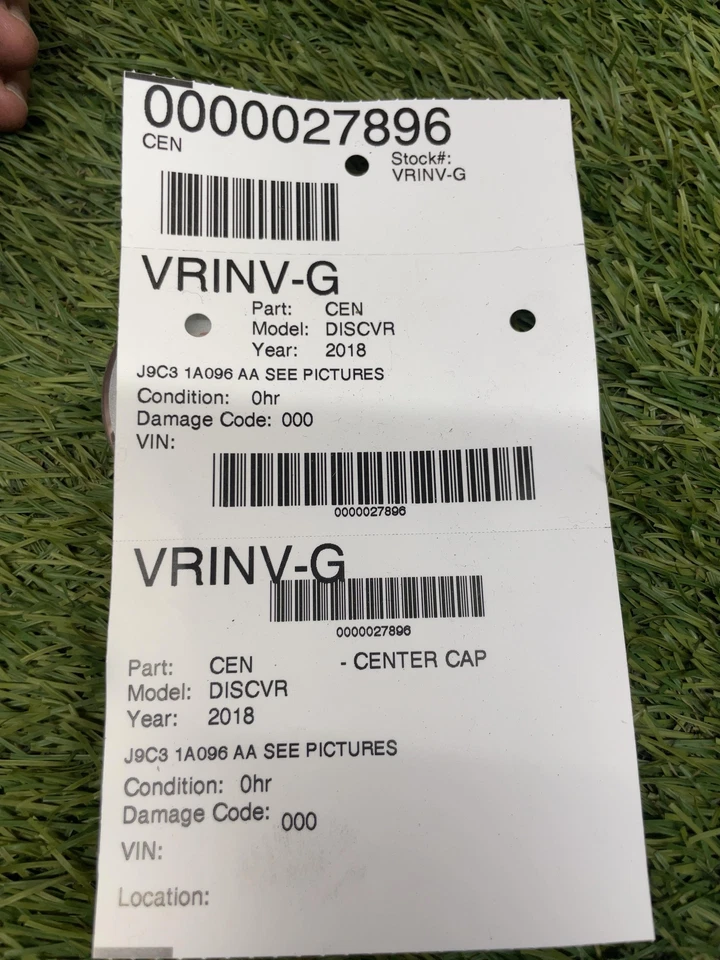 0000027896
CEN
Stock#:
VRINV-G
VRINV-G
Part: CEN
Model: DISCVR
Year: 2018
J9C3 1A096 AA SEE PICTURES
Condition: 0hr
Damage Code: 000
VIN:
0000027896
VRINV-G
0000027896
Part: CEN - CENTER CAP
Model: DISCVR
Year: 2018
J9C3 1A096 AA SEE PICTURES
Condition: 0hr
Damage Code: 000
VIN:
Location: